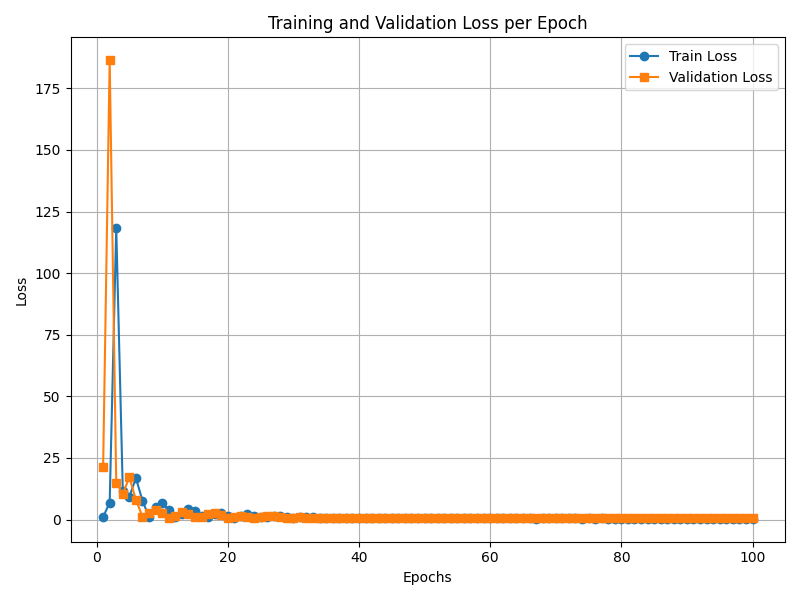 Training and Validation Loss per Epoch
Train Loss
Validation Loss
175
150
125
100
75
50
25
0
Loss
0 20 40 60 80 100
Epochs